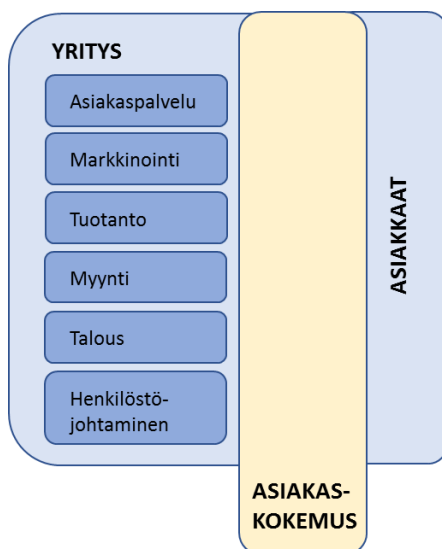 YRITYS
Asiakaspalvelu
Markkinointi
Tuotanto
Myynti
Talous
Henkilöstö-
johtaminen
ASIAKAS-
KOKEMUS
ASIAKKAAT